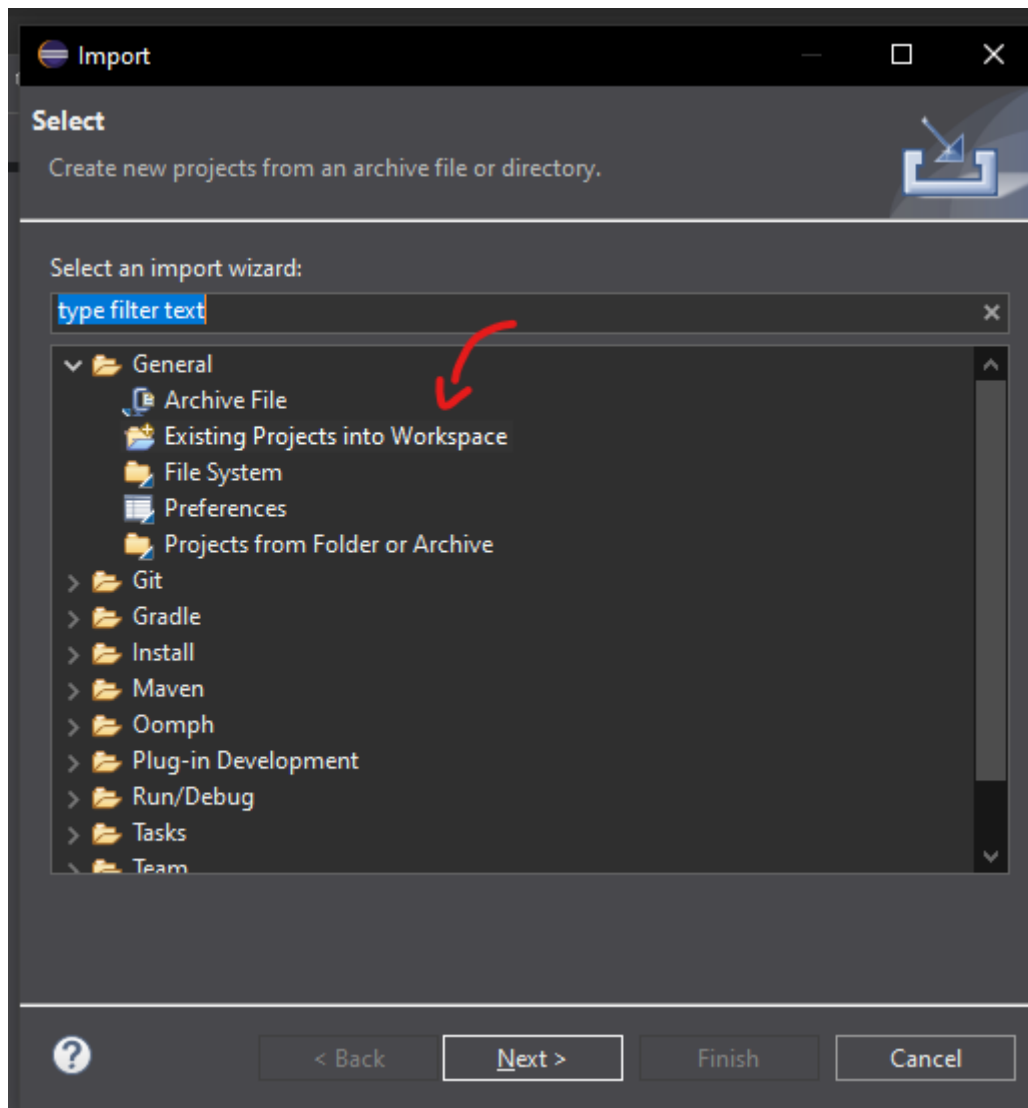 Import
Select
Create new projects from an archive file or directory.
Select an import wizard:
type filter text
General
Archive File
Existing Projects into Workspace
File System
Preferences
Projects from Folder or Archive
Git
Gradle
Install
Maven
Oomph
Plug-in Development
Run/Debug
Tasks
Team
< Back
Next >
Finish
Cancel